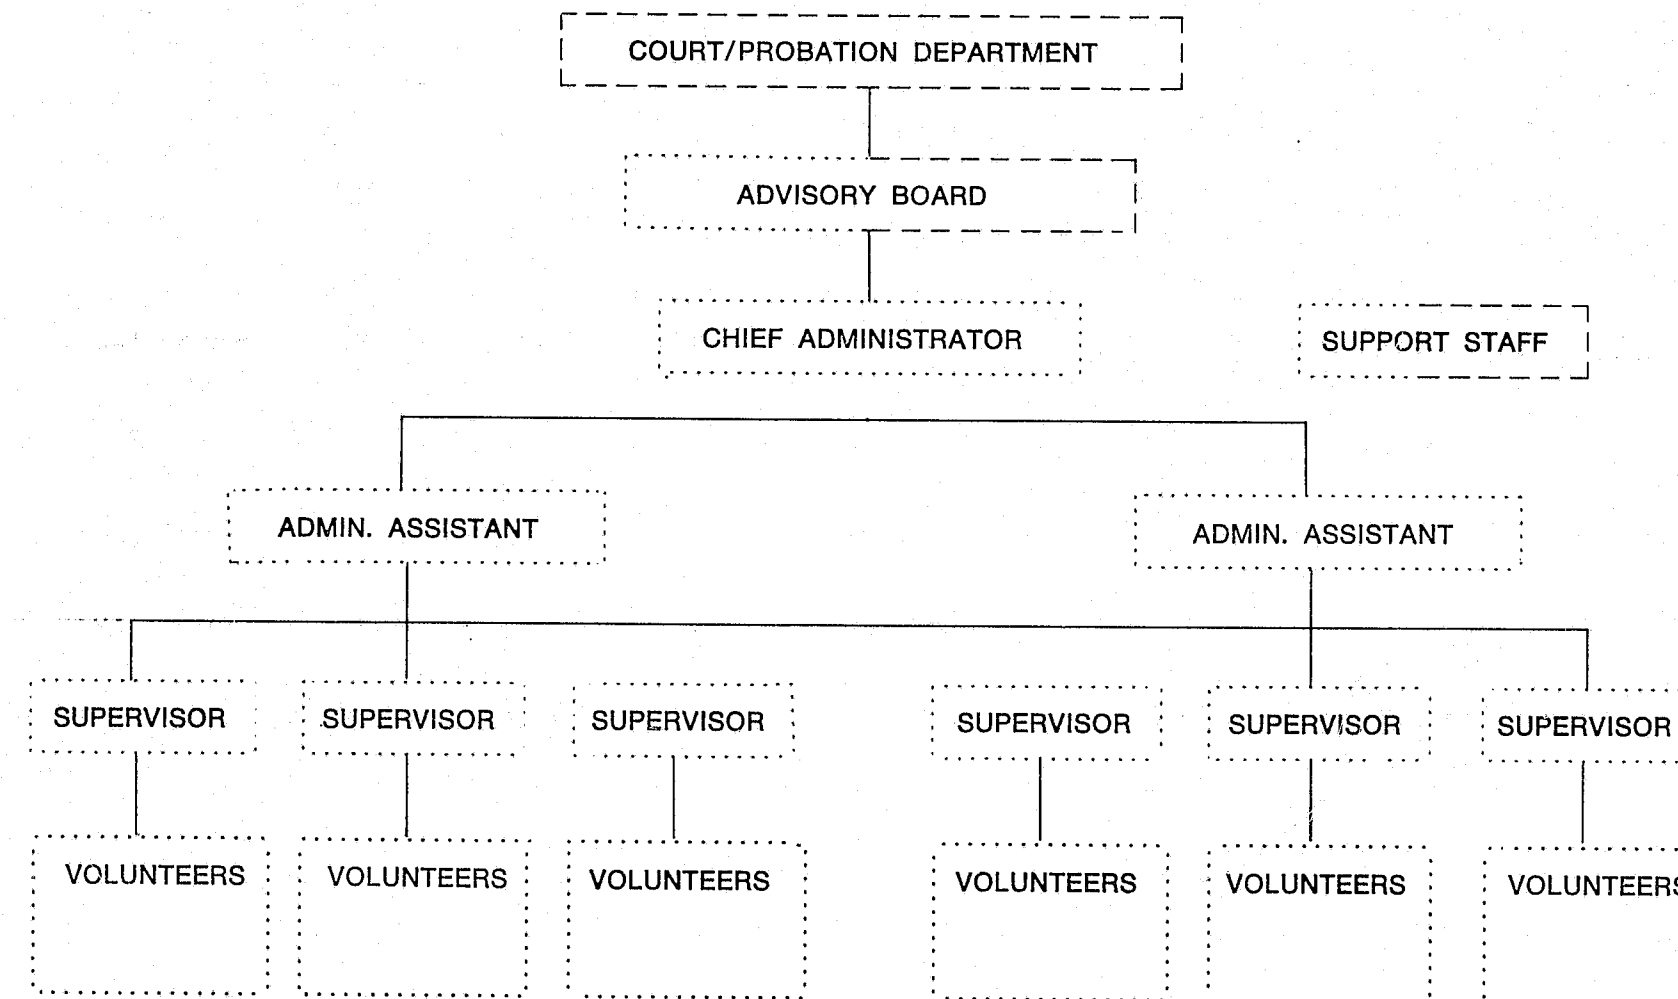 COURT/PROBATION DEPARTMENT
ADVISORY BOARD
CHIEF ADMINISTRATOR
SUPPORT STAFF
ADMIN. ASSISTANT
ADMIN. ASSISTANT
SUPERVISOR
SUPERVISOR
SUPERVISOR
SUPERVISOR
SUPERVISOR
SUPERVISOR
VOLUNTEERS
VOLUNTEERS
VOLUNTEERS
VOLUNTEERS
VOLUNTEERS
VOLUNTEERS